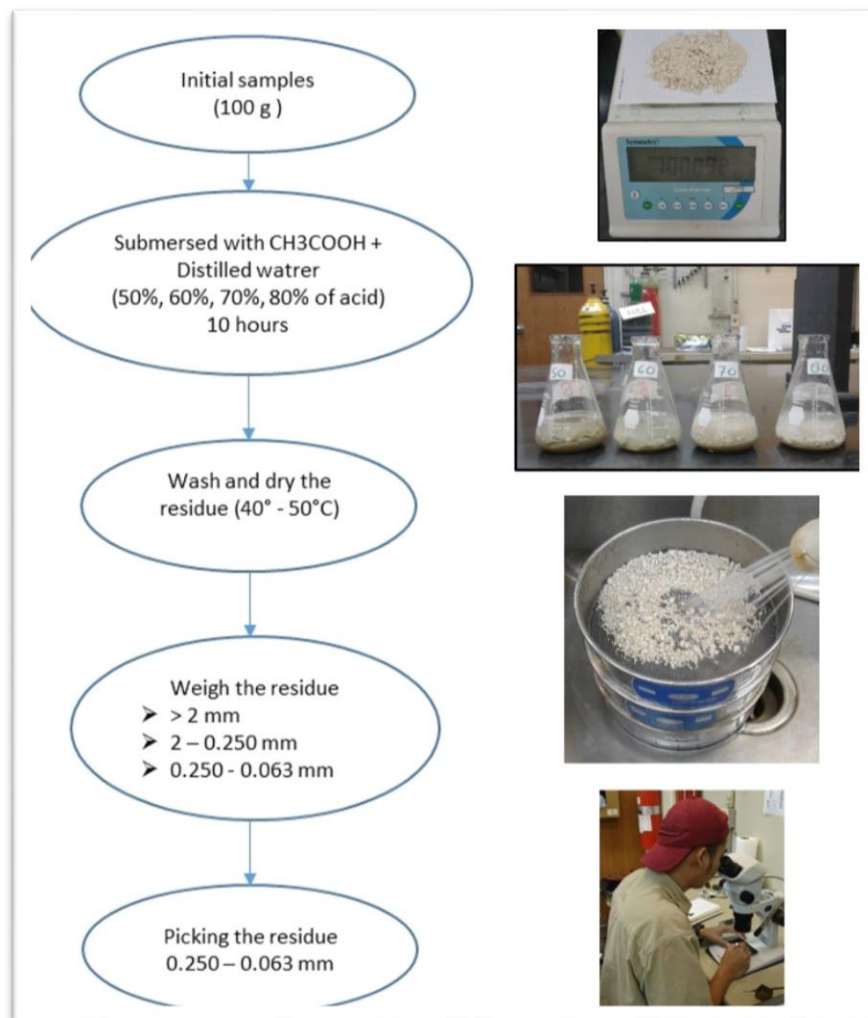 Initial samples
(100 g )
Submersed with CH3COOH +
Distilled watrer
(50%, 60%, 70%, 80% of acid)
10 hours
50
60
70
Wash and dry the
residue (40° - 50°C)
Weigh the residue
➤ > 2 mm
➤ 2 – 0.250 mm
➤ 0.250 - 0.063 mm
Picking the residue
0.250 – 0.063 mm